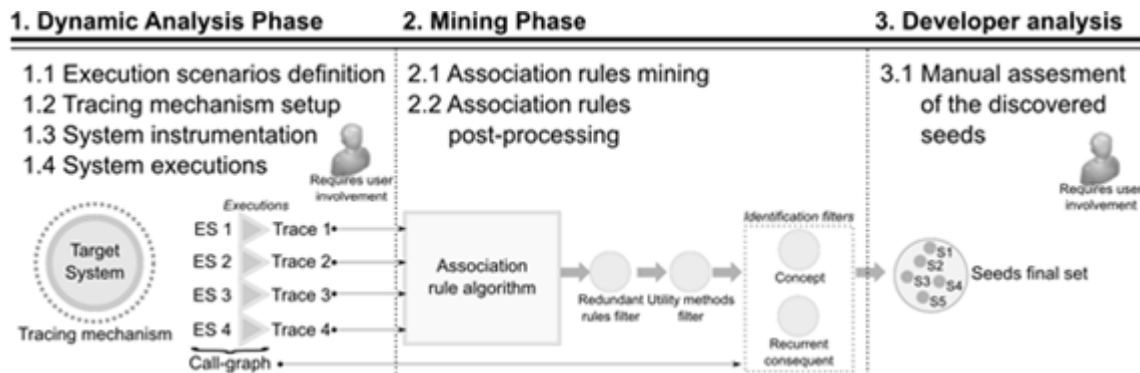 1. Dynamic Analysis Phase
2. Mining Phase
3. Developer analysis
1.1 Execution scenarios definition
1.2 Tracing mechanism setup
1.3 System instrumentation
1.4 System executions
Requires user
involvement
2.1 Association rules mining
2.2 Association rules
post-processing
3.1 Manual assesment
of the discovered
seeds
Requires user
involvement
Target
System
Tracing mechanism
Executions
ES 1 Trace 1
ES 2 Trace 2
ES 3 Trace 3
ES 4 Trace 4
Call-graph
Association
rule algorithm
Redundant
rules filter
Utility methods
filter
Identification filters
Concept
Recurrent
consequent
S1
S2
S3
S4
S5
Seeds final set